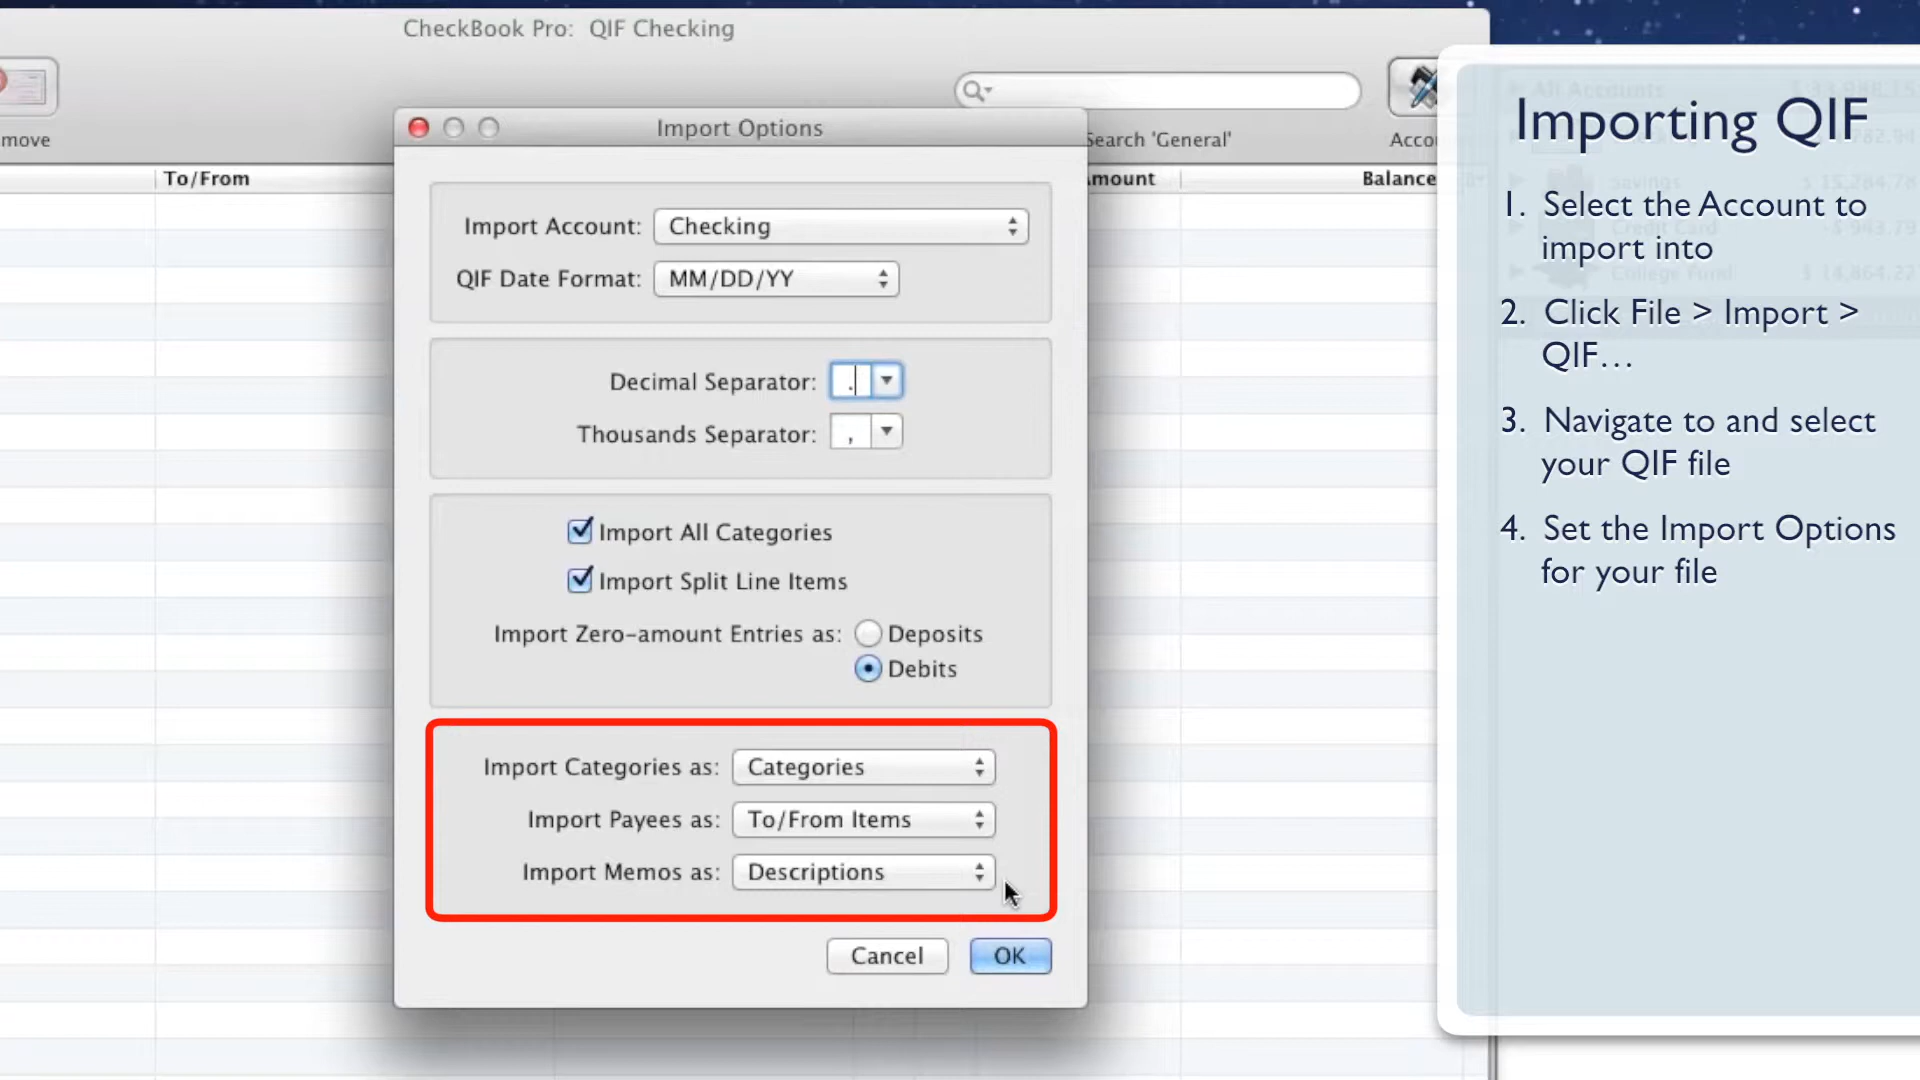 CheckBook Pro: QIF Checking
move
Search 'General'
To/From
Balance
Import Options
Import Account: Checking
QIF Date Format: MM/DD/YY
Decimal Separator: .
Thousands Separator: ,
Import All Categories
Import Split Line Items
Import Zero-amount Entries as: Deposits
Debits
Import Categories as: Categories
Import Payees as: To/From Items
Import Memos as: Descriptions
Cancel OK
Importing QIF
1. Select the Account to
import into
2. Click File > Import >
QIF…
3. Navigate to and select
your QIF file
4. Set the Import Options
for your file